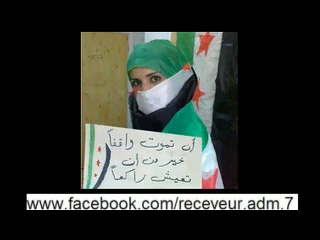 أن تموت واقفاً
خير من أن
تعيش راكعاً
www.facebook.com/receveur.adm.7